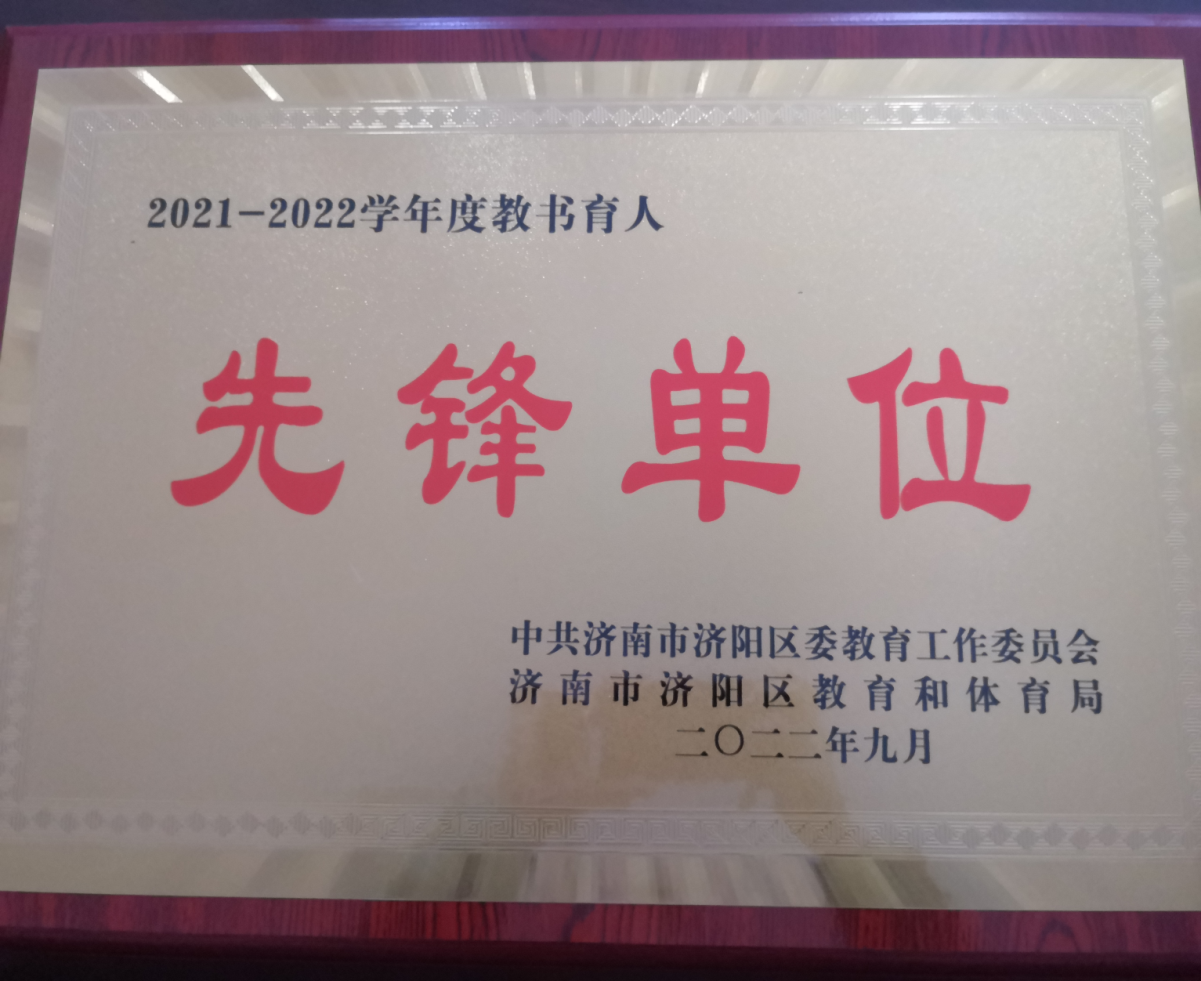 2021-2022学年度教书育人
先锋单位
中共济南市济阳区委教育工作委员会
济南市济阳区教育和体育局
二〇二二年九月